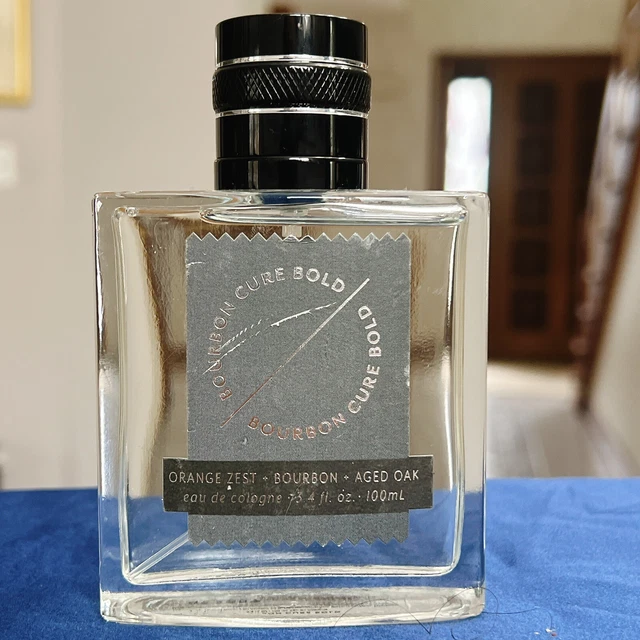 BOURBON CURE BOLD
BOURBON CURE BOLD
ORANGE ZEST + BOURBON + AGED OAK
eau de cologne · 3.4 fl. oz. · 100mL